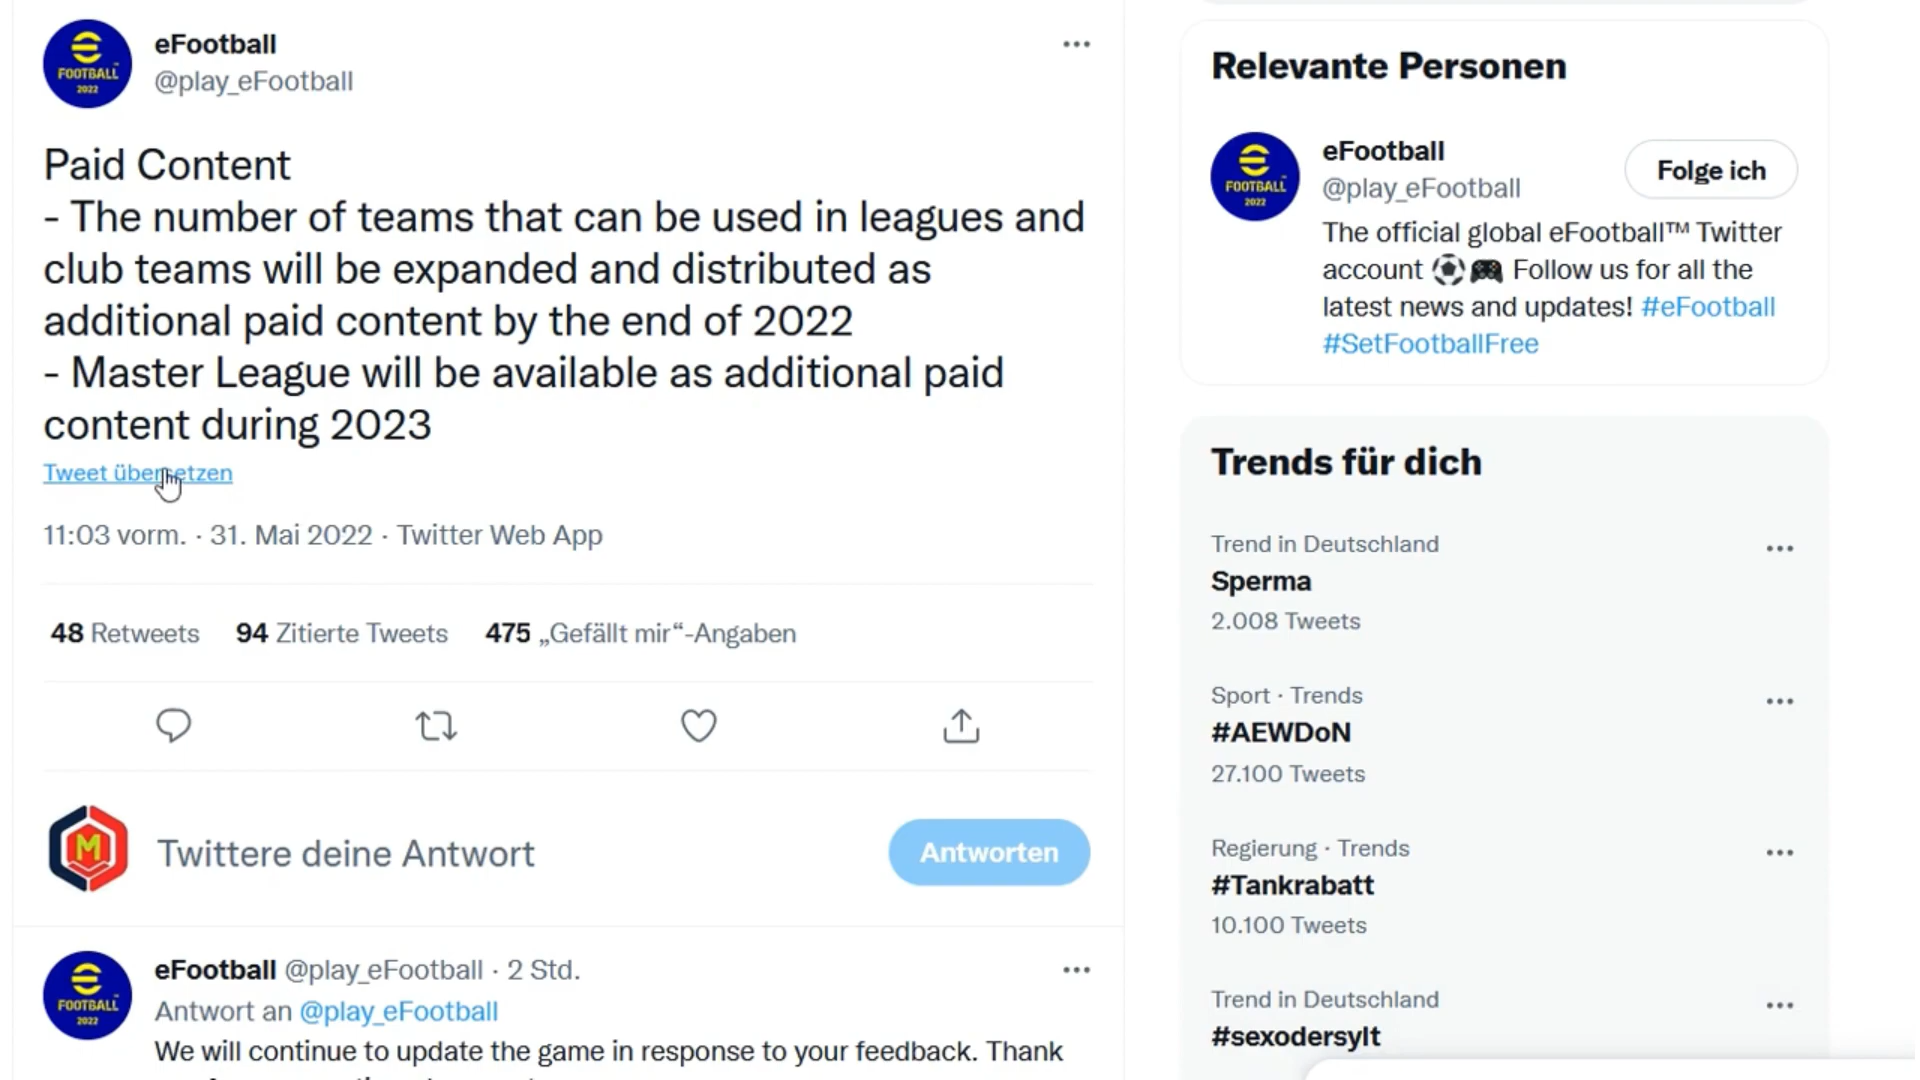 eFootball
@play_eFootball
Paid Content
- The number of teams that can be used in leagues and
club teams will be expanded and distributed as
additional paid content by the end of 2022
- Master League will be available as additional paid
content during 2023
Tweet übersetzen
11:03 vorm. · 31. Mai 2022 · Twitter Web App
48 Retweets 94 Zitierte Tweets 475 „Gefällt mir“-Angaben
Twittere deine Antwort
Antworten
eFootball @play_eFootball · 2 Std.
Antwort an @play_eFootball
We will continue to update the game in response to your feedback. Thank
FOOTBALL™
2022
M
FOOTBALL™
2022
Relevante Personen
FOOTBALL™
2022
eFootball
@play_eFootball
Folge ich
The official global eFootball™ Twitter
account ⚽🎮 Follow us for all the
latest news and updates! #eFootball
#SetFootballFree
Trends für dich
Trend in Deutschland
Sperma
2.008 Tweets
Sport · Trends
#AEWDoN
27.100 Tweets
Regierung · Trends
#Tankrabatt
10.100 Tweets
Trend in Deutschland
#sexodersylt